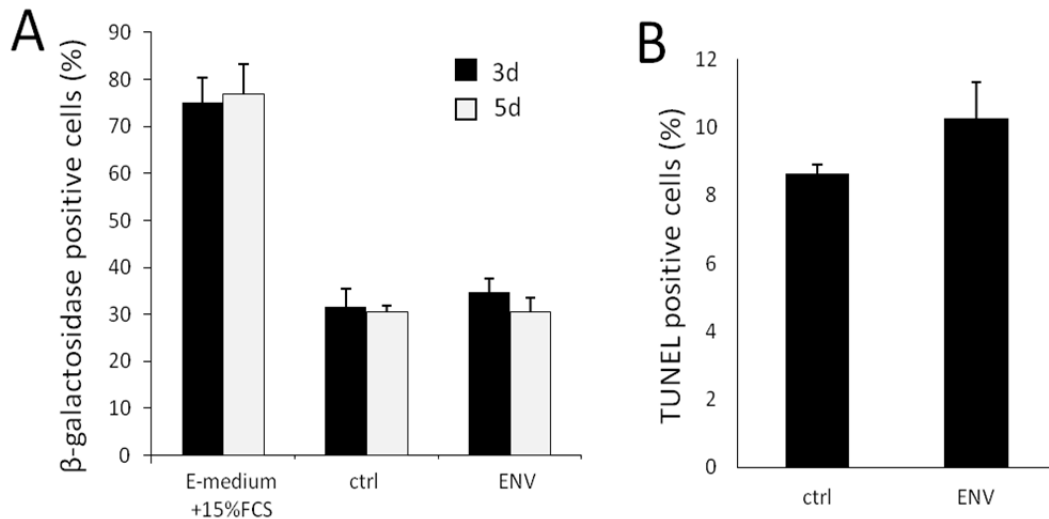 A
β-galactosidase positive cells (%)
90
80
70
60
50
40
30
20
10
0
3d
5d
E-medium
+15%FCS
ctrl
ENV
B
TUNEL positive cells (%)
12
10
8
6
4
2
0
ctrl
ENV